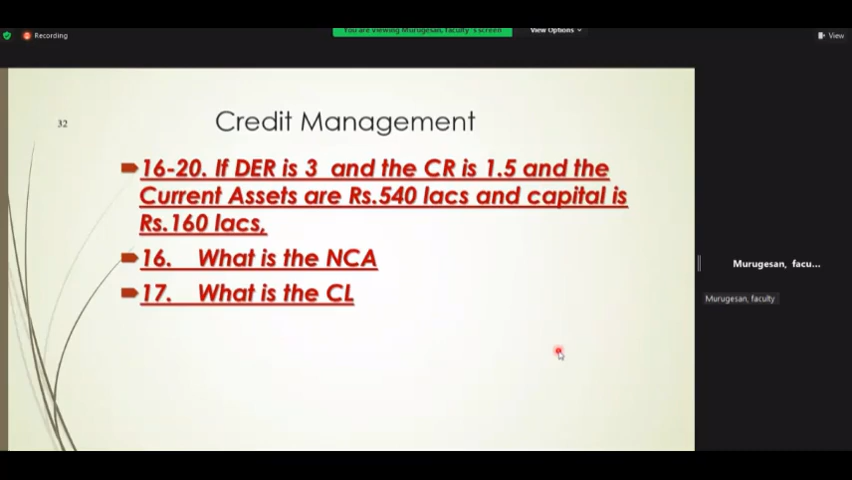 Recording
You are viewing Murugesan, faculty's screen
View Options
View
32
Credit Management
16-20. If DER is 3 and the CR is 1.5 and the
Current Assets are Rs.540 lacs and capital is
Rs.160 lacs,
16. What is the NCA
17. What is the CL
Murugesan, facu...
Murugesan, faculty